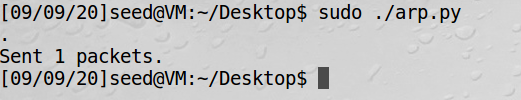 [09/09/20]seed@VM:~/Desktop$ sudo ./arp.py
.
Sent 1 packets.
[09/09/20]seed@VM:~/Desktop$